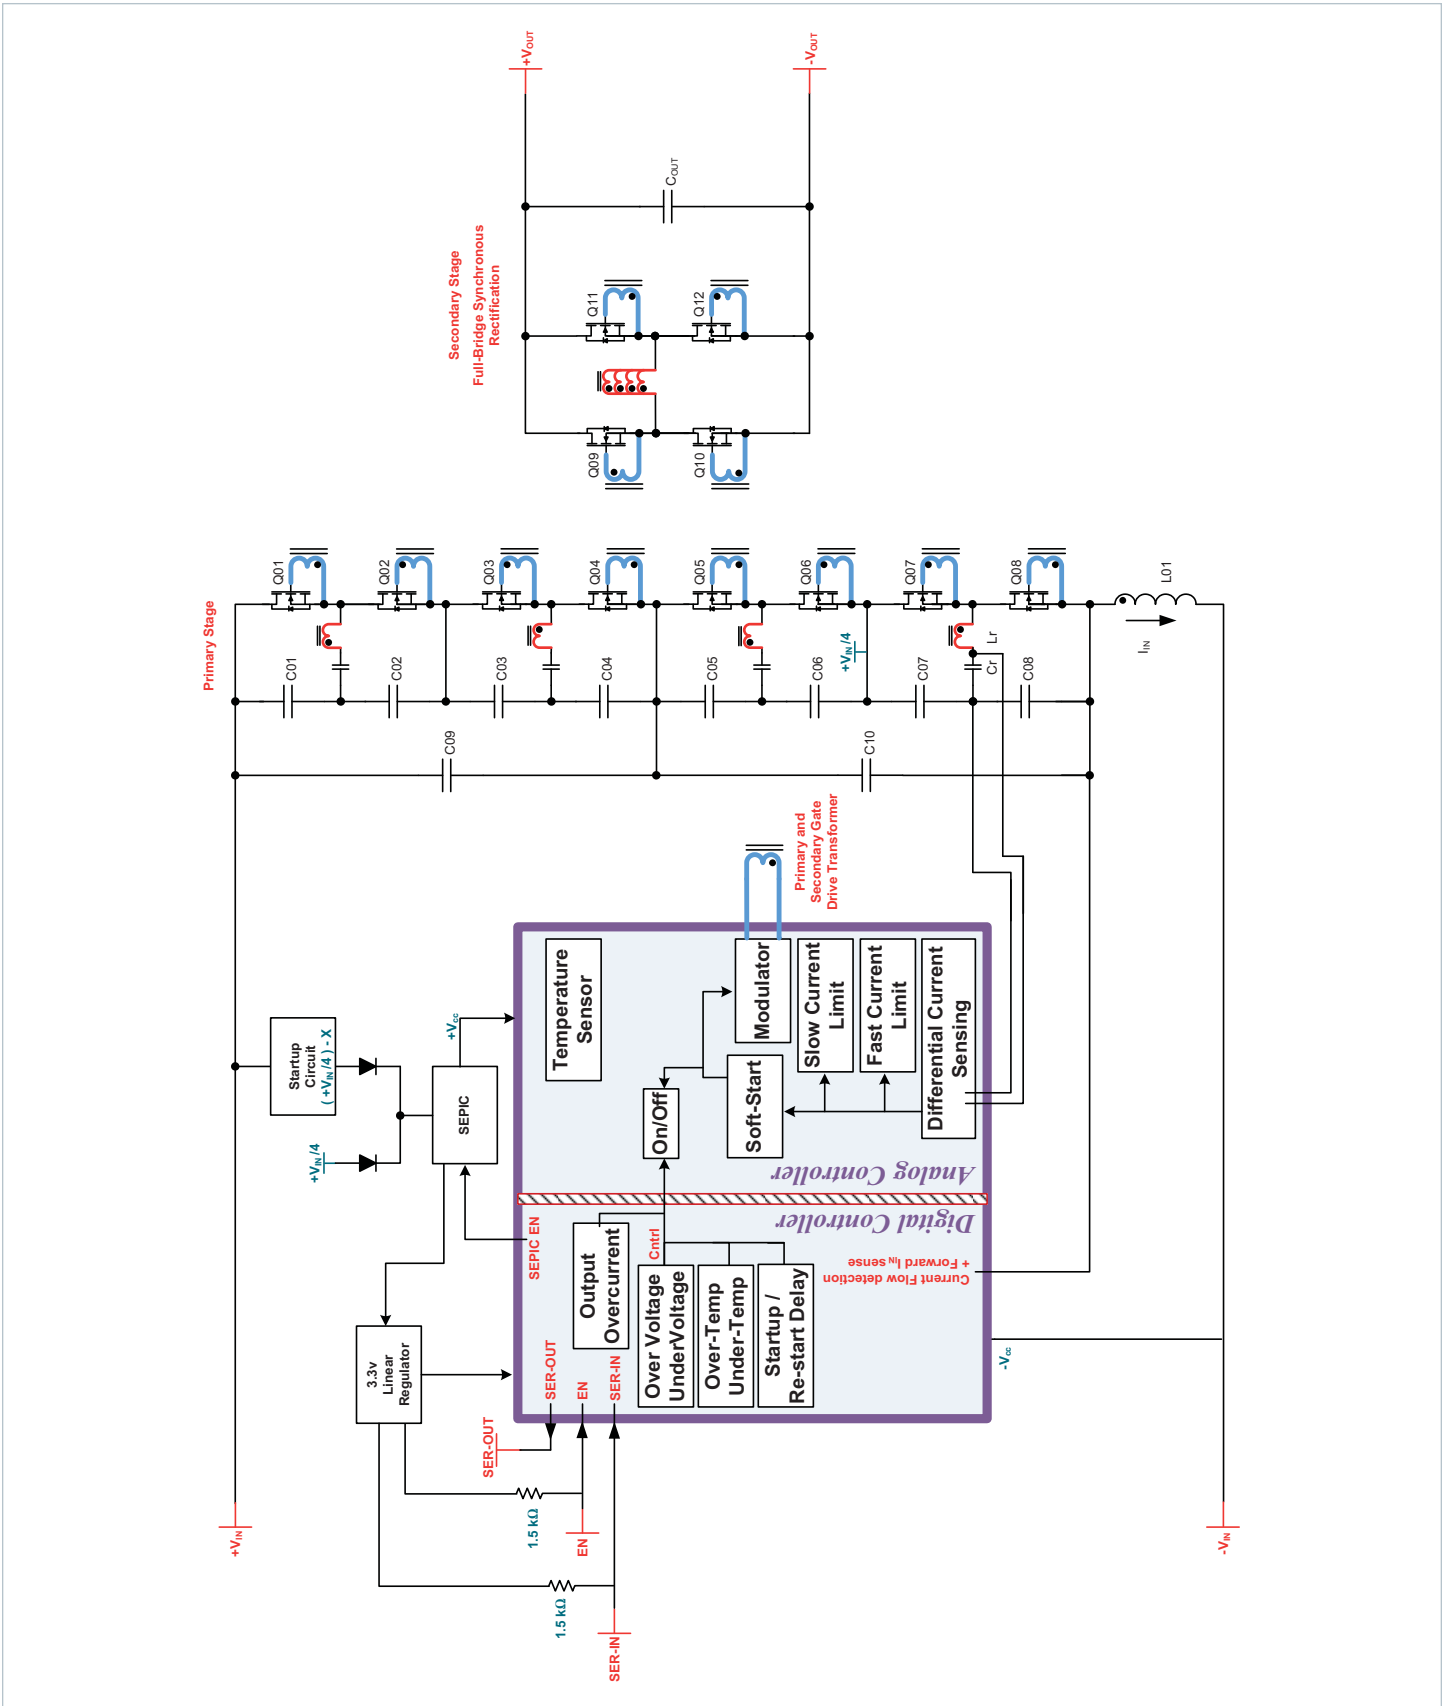 +VOUT
-VOUT
COUT
Secondary Stage
Full-Bridge Synchronous
Rectification
Q11
Q12
Q09
Q10
Primary Stage
Q01
Q02
Q03
Q04
Q05
Q06
Q07
Q08
L01
IIN
C01
C02
C03
C04
C05
C06
C07
C08
+VIN/4
Lr
Cr
C09
C10
Primary and
Secondary Gate
Drive Transformer
Startup
Circuit
( +VIN/4 ) - X
+VIN/4
SEPIC
+Vcc
Temperature
Sensor
On/Off
Modulator
Soft-Start
Slow Current
Limit
Fast Current
Limit
Differential Current
Sensing
Analog Controller
Digital Controller
SEPIC EN
Output
Overcurrent
Cntrl
Over Voltage
UnderVoltage
Over-Temp
Under-Temp
Startup /
Re-start Delay
Current Flow detection
+ Forward IIN sense
3.3v
Linear
Regulator
SER-OUT
EN
SER-IN
SER-OUT
-Vcc
1.5 kΩ
EN
1.5 kΩ
SER-IN
+VIN
-VIN